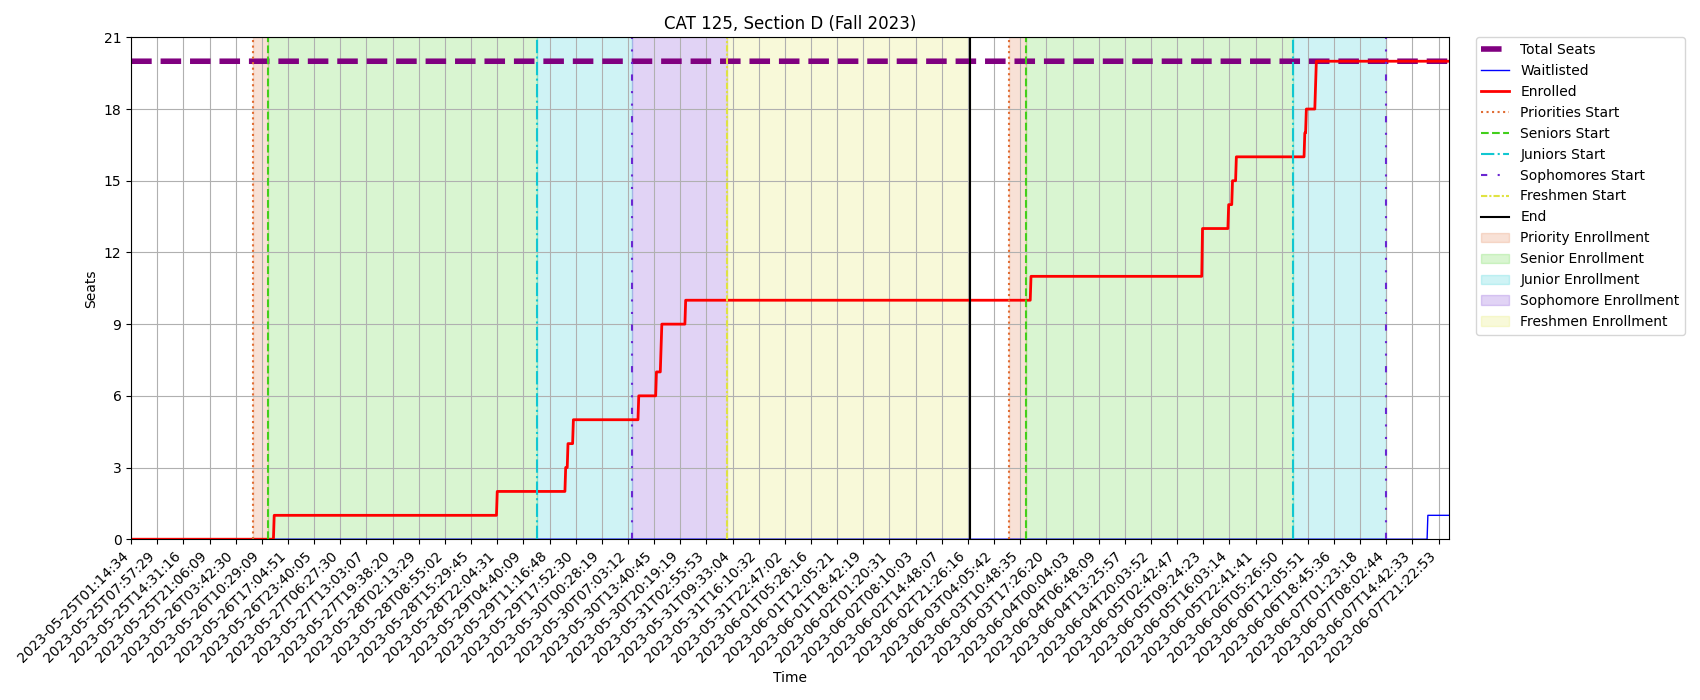 CAT 125, Section D (Fall 2023)
21
18
15
12
9
6
3
0
Seats
2023-05-25T01:14:34
2023-05-25T07:57:29
2023-05-25T14:31:16
2023-05-25T21:06:09
2023-05-26T03:42:30
2023-05-26T10:29:09
2023-05-26T17:04:51
2023-05-26T23:40:05
2023-05-27T06:27:30
2023-05-27T13:03:07
2023-05-27T19:38:20
2023-05-28T02:13:29
2023-05-28T08:55:02
2023-05-28T15:29:45
2023-05-28T22:04:31
2023-05-29T04:40:09
2023-05-29T11:16:48
2023-05-29T17:52:30
2023-05-30T00:28:19
2023-05-30T07:03:12
2023-05-30T13:40:45
2023-05-30T20:19:19
2023-05-31T02:55:53
2023-05-31T09:33:04
2023-05-31T16:10:32
2023-05-31T22:47:02
2023-06-01T05:28:16
2023-06-01T12:05:21
2023-06-01T18:42:19
2023-06-02T01:20:31
2023-06-02T08:10:03
2023-06-02T14:48:07
2023-06-02T21:26:16
2023-06-03T04:05:42
2023-06-03T10:48:35
2023-06-03T17:26:20
2023-06-04T00:04:03
2023-06-04T06:48:09
2023-06-04T13:25:57
2023-06-04T20:03:52
2023-06-05T02:42:47
2023-06-05T09:24:23
2023-06-05T16:03:14
2023-06-05T22:41:41
2023-06-06T05:26:50
2023-06-06T12:05:51
2023-06-06T18:45:36
2023-06-07T01:23:18
2023-06-07T08:02:44
2023-06-07T14:42:33
2023-06-07T21:22:53
Time
Total Seats
Waitlisted
Enrolled
Priorities Start
Seniors Start
Juniors Start
Sophomores Start
Freshmen Start
End
Priority Enrollment
Senior Enrollment
Junior Enrollment
Sophomore Enrollment
Freshmen Enrollment